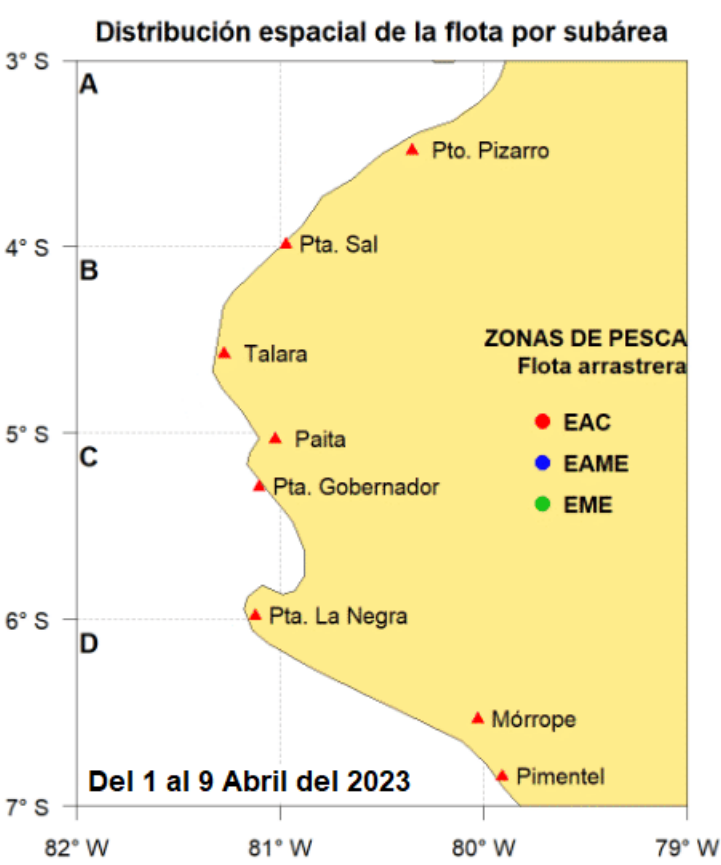 Distribución espacial de la flota por subárea
3° S
A
Pto. Pizarro
4° S
Pta. Sal
B
ZONAS DE PESCA
Talara
Flota arrastrera
EAC
5° S
Paita
C
EAME
Pta. Gobernador
EME
Pta. La Negra
6° S
D
Mórrope
Pimentel
Del 1 al 9 Abril del 2023
7° S
82° W 81° W 80° W 79° W